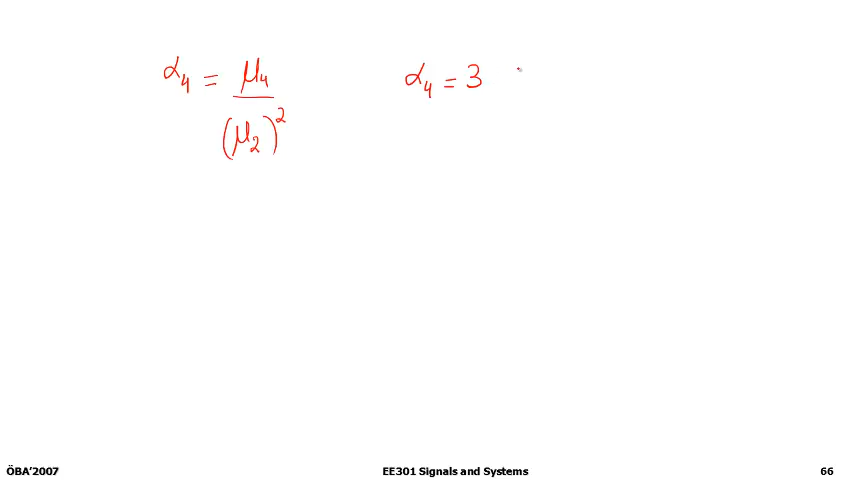 α₄ = μ₄ / (μ₂)² α₄ = 3
ÖBA'2007 EE301 Signals and Systems 66